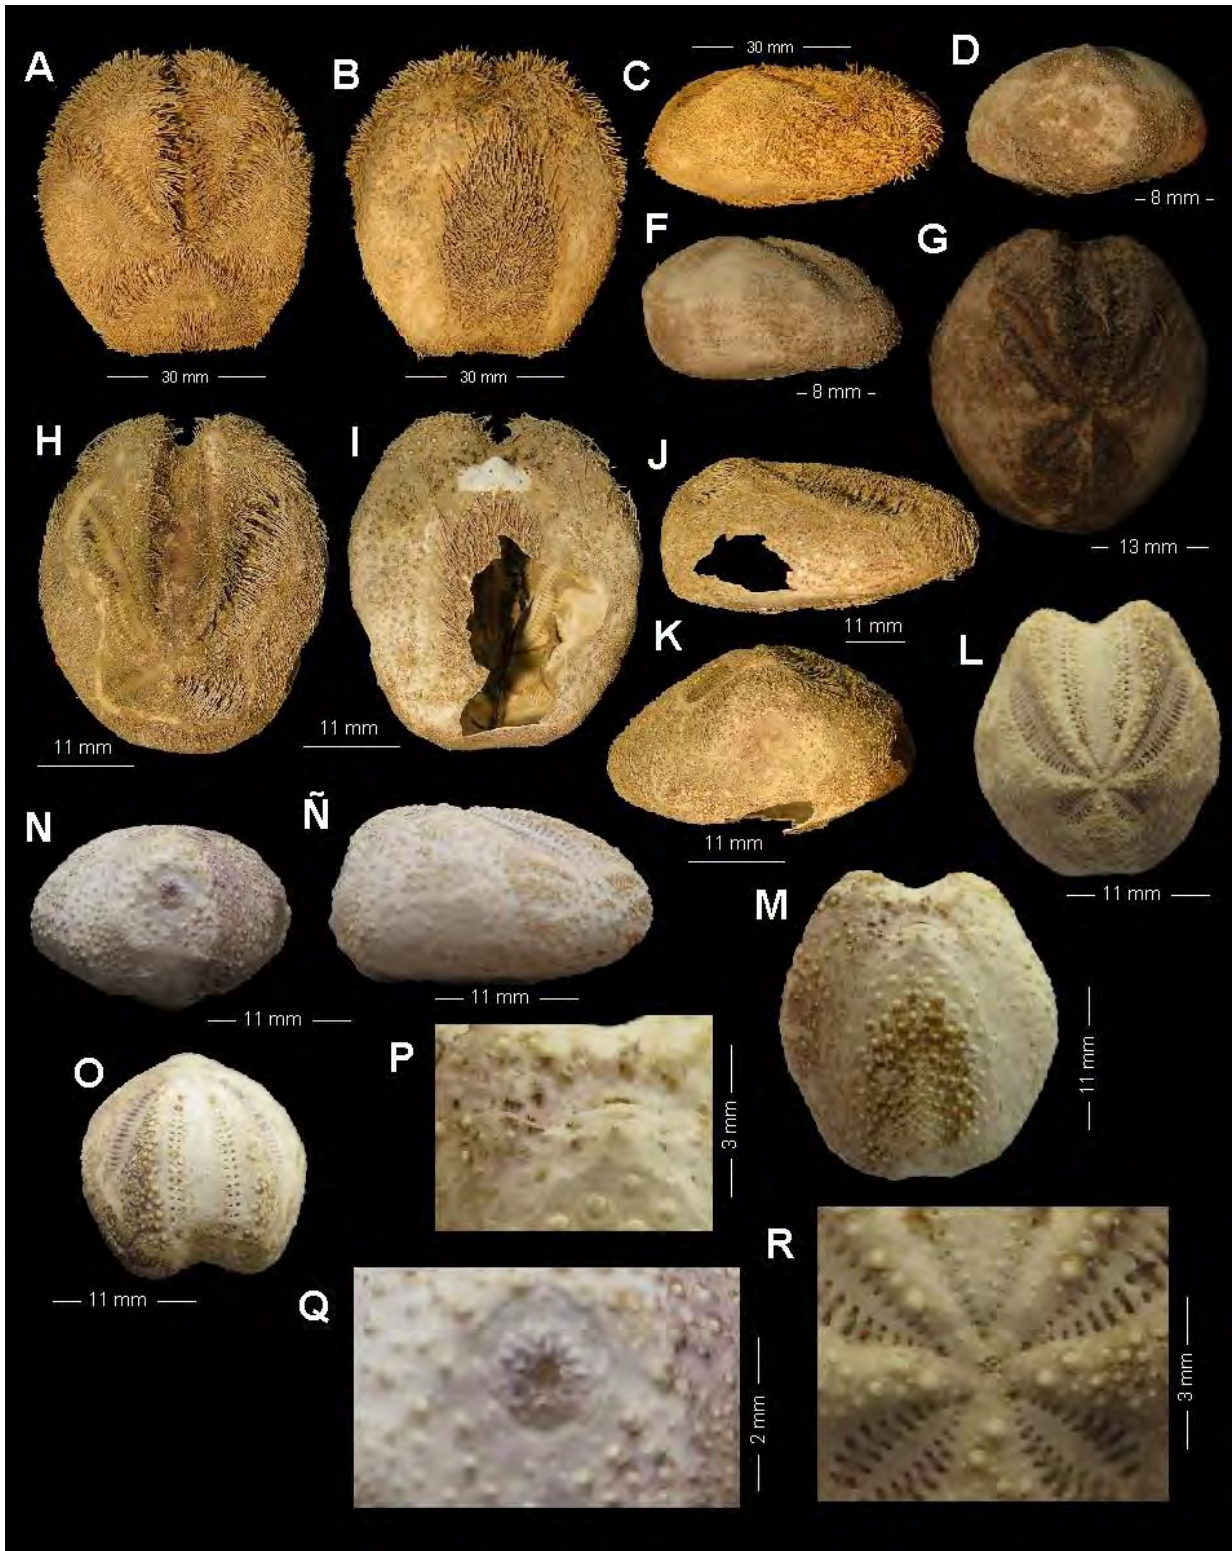 A
B
C
— 30 mm —
D
– 8 mm –
— 30 mm —
— 30 mm —
F
– 8 mm –
G
— 13 mm —
H
11 mm
I
11 mm
J
11 mm
K
11 mm
L
— 11 mm —
N
— 11 mm —
Ñ
— 11 mm —
M
— 11 mm —
O
— 11 mm —
P
— 3 mm —
Q
— 2 mm —
R
— 3 mm —